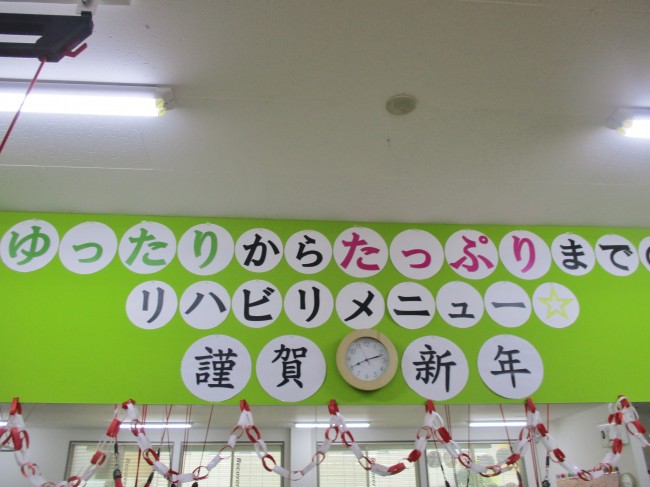 ゆったりからたっぷりまで
リハビリメニュー☆
謹賀新年